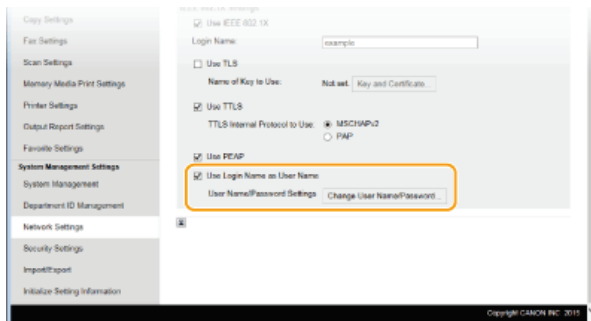 Copy Settings
Fax Settings
Scan Settings
Memory Media Print Settings
Printer Settings
Output Report Settings
Favorite Settings
System Management Settings
System Management
Department ID Management
Network Settings
Security Settings
Import/Export
Initialize Setting Information
IEEE 802.1X Settings
Use IEEE 802.1X
Login Name: example
Use TLS
Name of Key to Use: Not set. Key and Certificate...
Use TTLS
TTLS Internal Protocol to Use: MSCHAPv2
PAP
Use PEAP
Use Login Name as User Name
User Name/Password Settings Change User Name/Password...
Copyright CANON INC. 2015